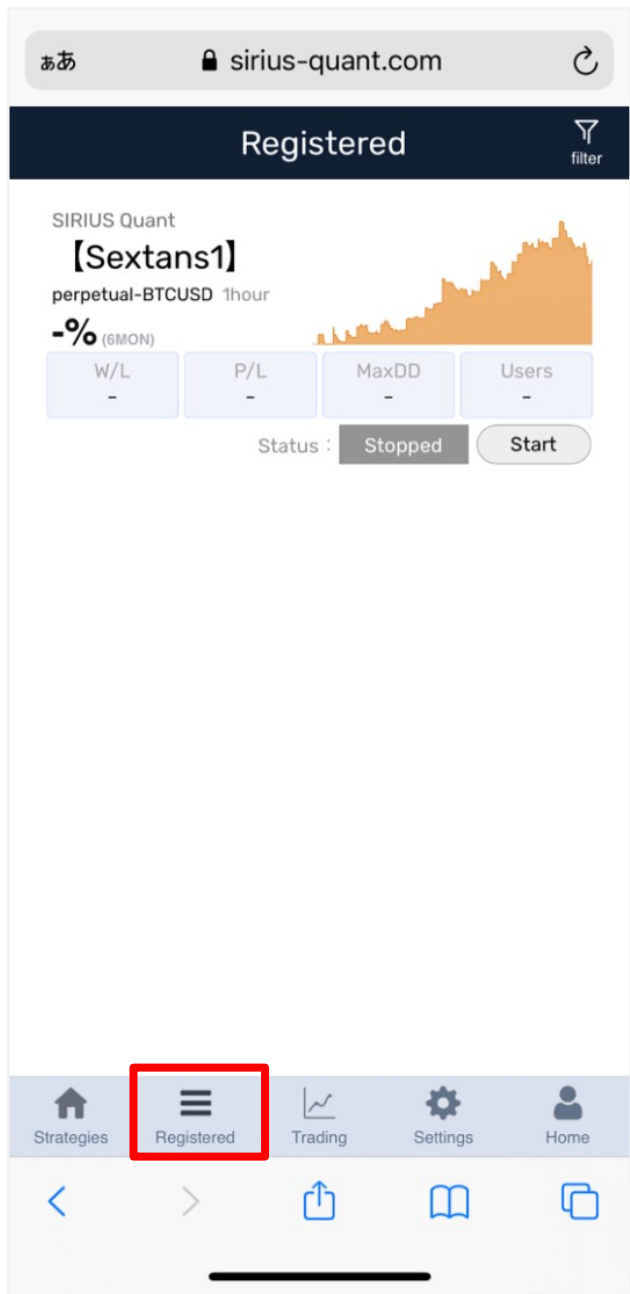 ぁあ sirius-quant.com
Registered
filter
SIRIUS Quant
【Sextans1】
perpetual-BTCUSD 1hour
-% (6MON)
W/L P/L MaxDD Users
- - - -
Status : Stopped Start
Strategies Registered Trading Settings Home